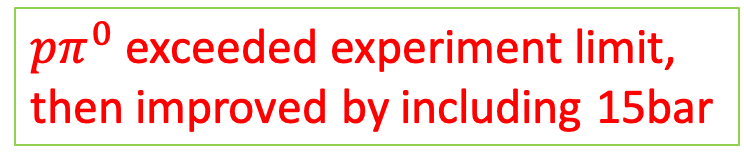 pπ⁰ exceeded experiment limit,
then improved by including 15bar